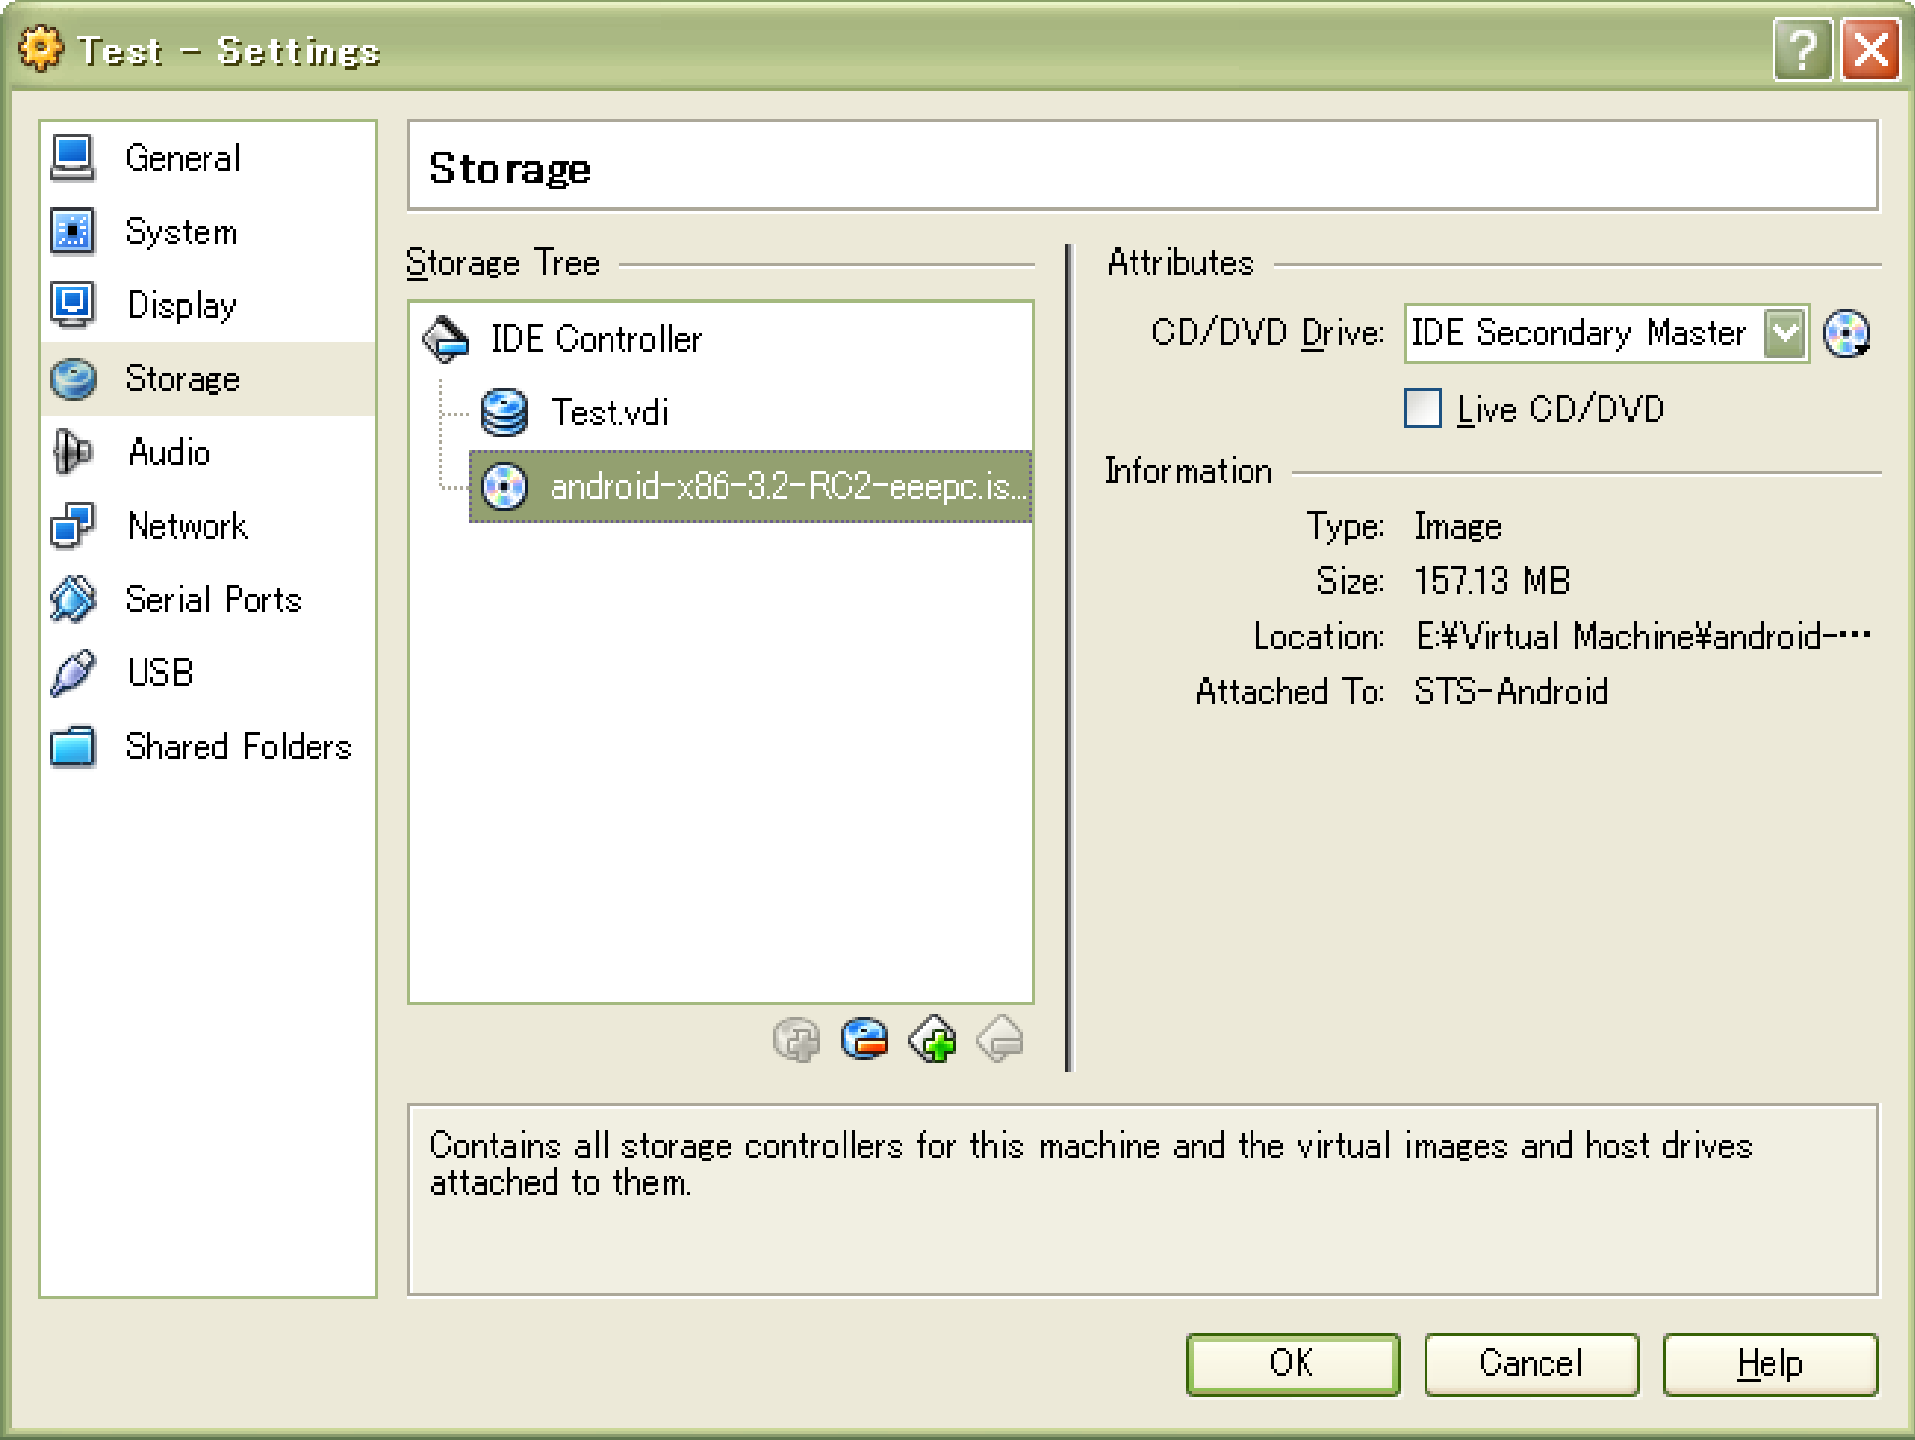 Test - Settings
?
General
System
Display
Storage
Audio
Network
Serial Ports
USB
Shared Folders
Storage
Storage Tree
IDE Controller
Test.vdi
android-x86-3.2-RC2-eeepc.is...
Attributes
CD/DVD Drive: IDE Secondary Master
Live CD/DVD
Information
Type: Image
Size: 157.13 MB
Location: E:¥Virtual Machine¥android-...
Attached To: STS-Android
Contains all storage controllers for this machine and the virtual images and host drives
attached to them.
OK Cancel Help